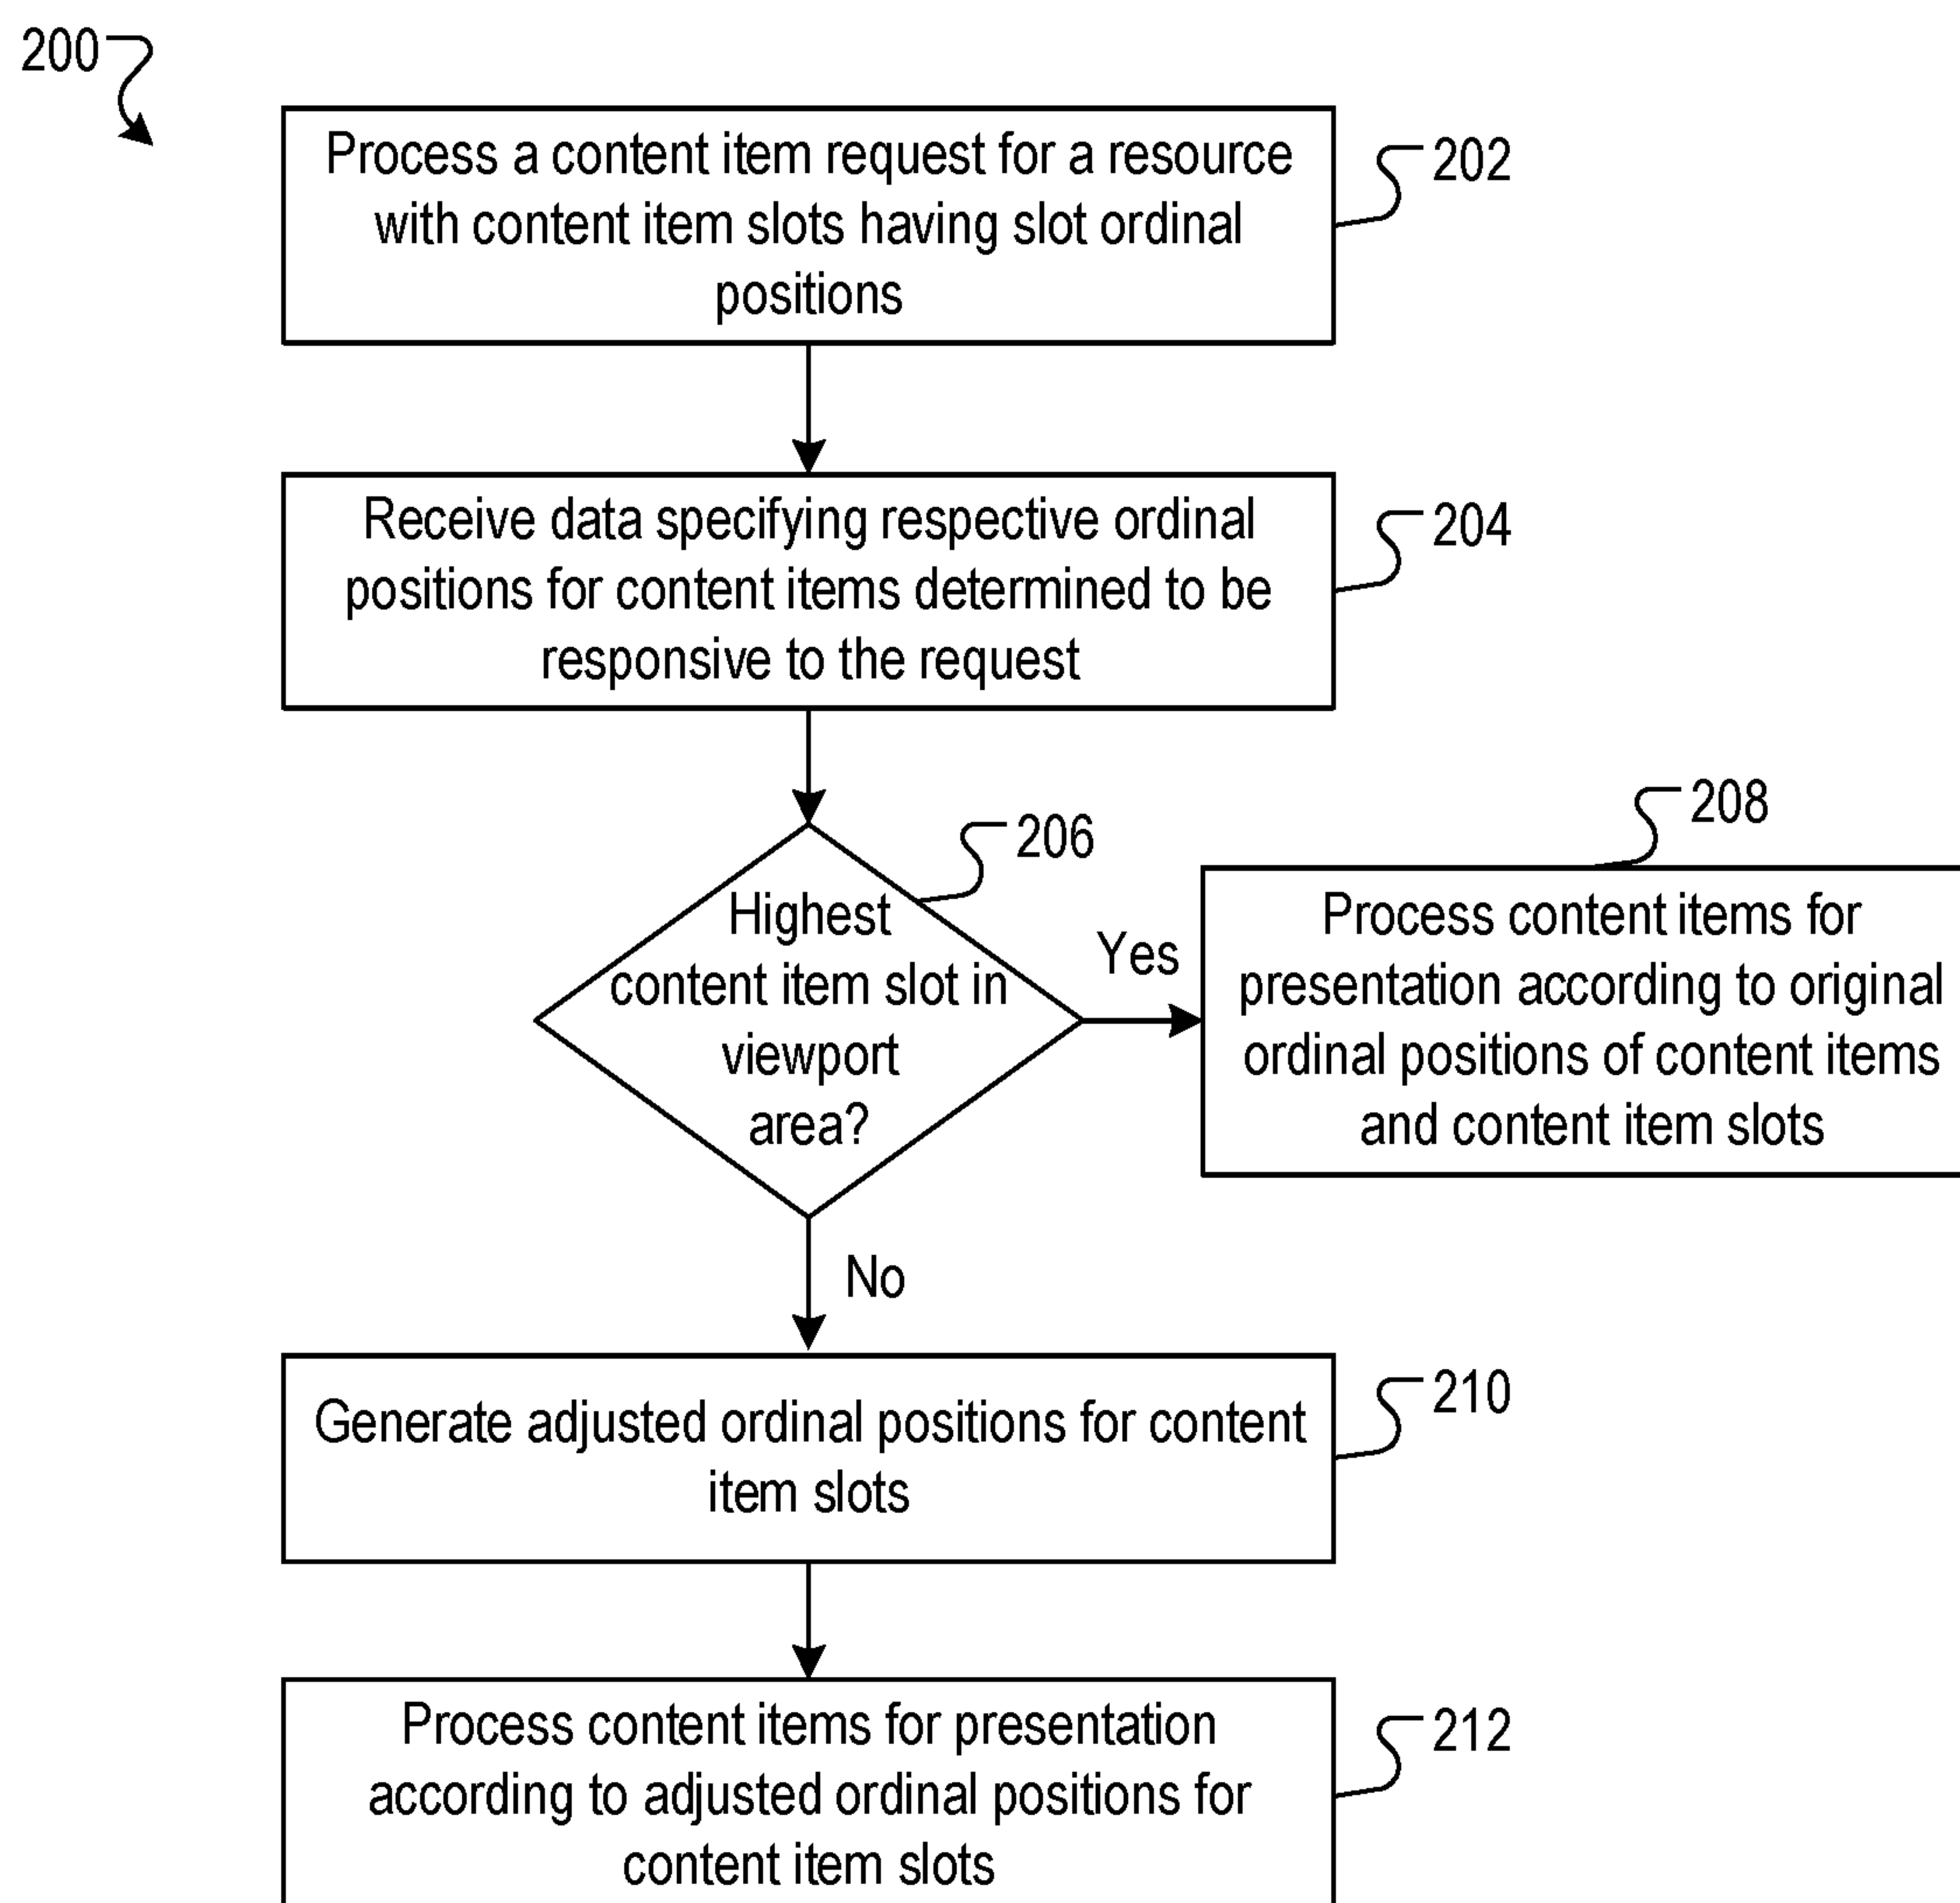 200
Process a content item request for a resource
with content item slots having slot ordinal
positions
202
Receive data specifying respective ordinal
positions for content items determined to be
responsive to the request
204
206
Highest
content item slot in
viewport
area?
Yes
208
Process content items for
presentation according to original
ordinal positions of content items
and content item slots
No
Generate adjusted ordinal positions for content
item slots
210
Process content items for presentation
according to adjusted ordinal positions for
content item slots
212